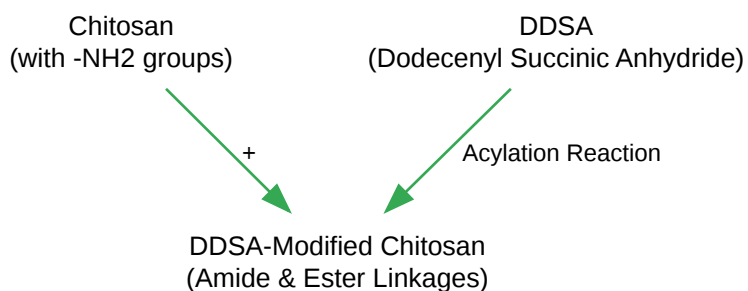 Chitosan
(with -NH2 groups)
DDSA
(Dodecenyl Succinic Anhydride)
+
Acylation Reaction
DDSA-Modified Chitosan
(Amide & Ester Linkages)